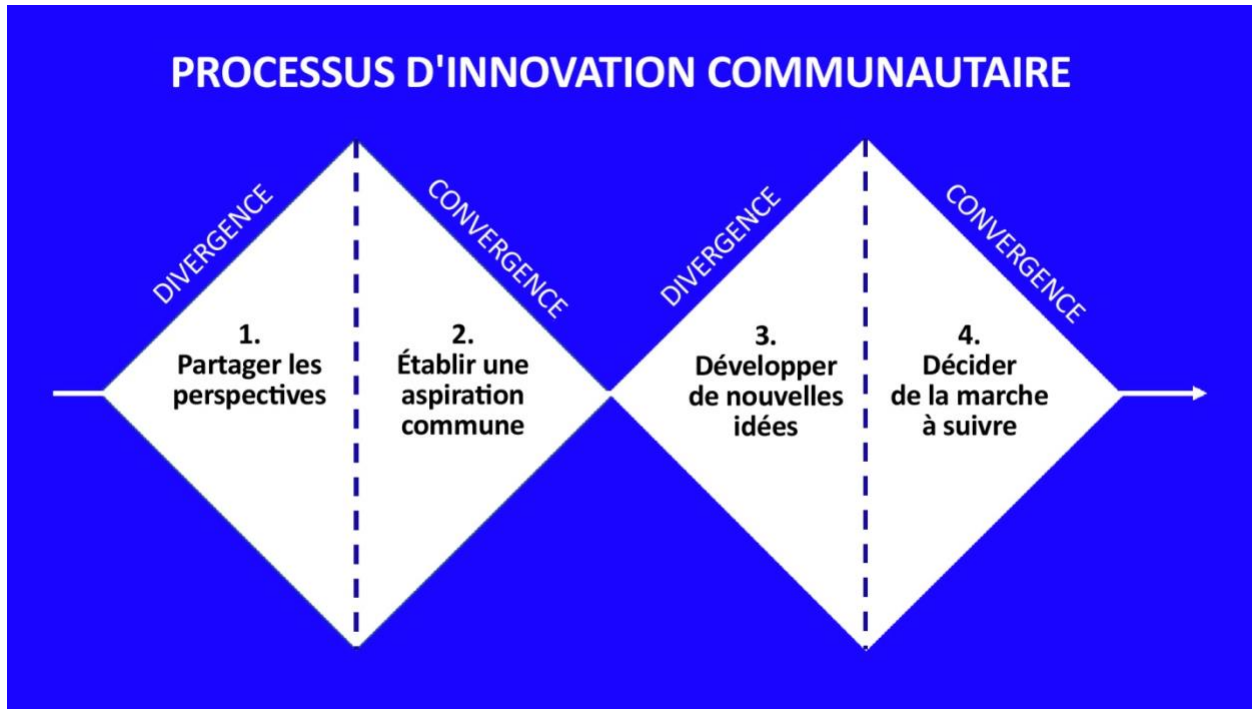 PROCESSUS D'INNOVATION COMMUNAUTAIRE
DIVERGENCE
CONVERGENCE
1.
Partager les
perspectives
2.
Établir une
aspiration
commune
DIVERGENCE
CONVERGENCE
3.
Développer
de nouvelles
idées
4.
Décider
de la marche
à suivre